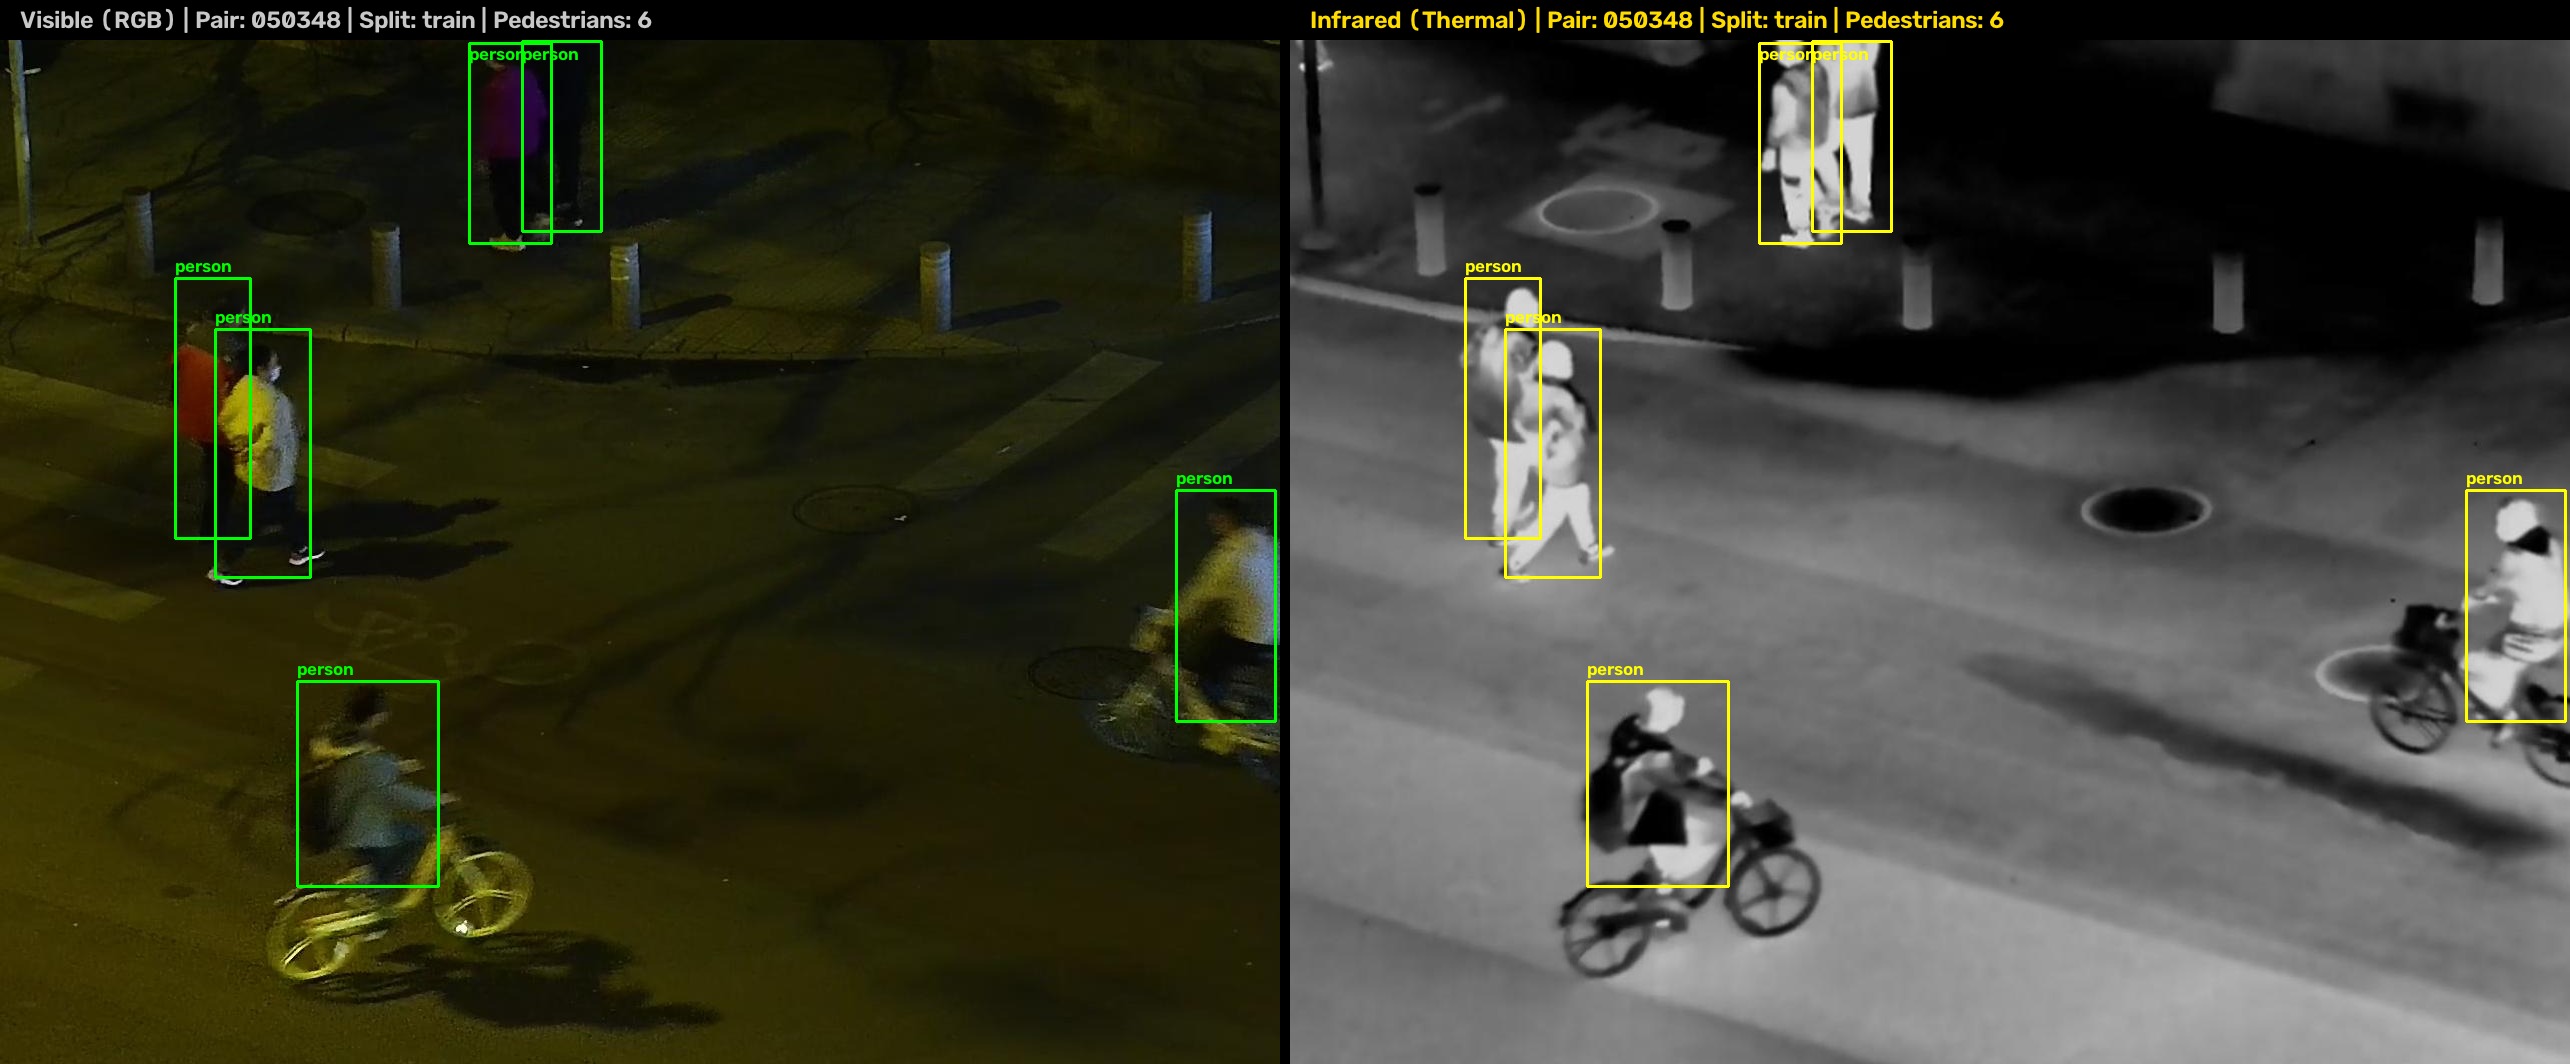 Visible (RGB) | Pair: 050348 | Split: train | Pedestrians: 6
Infrared (Thermal) | Pair: 050348 | Split: train | Pedestrians: 6
person person
person
person
person
person
person person
person
person
person
person